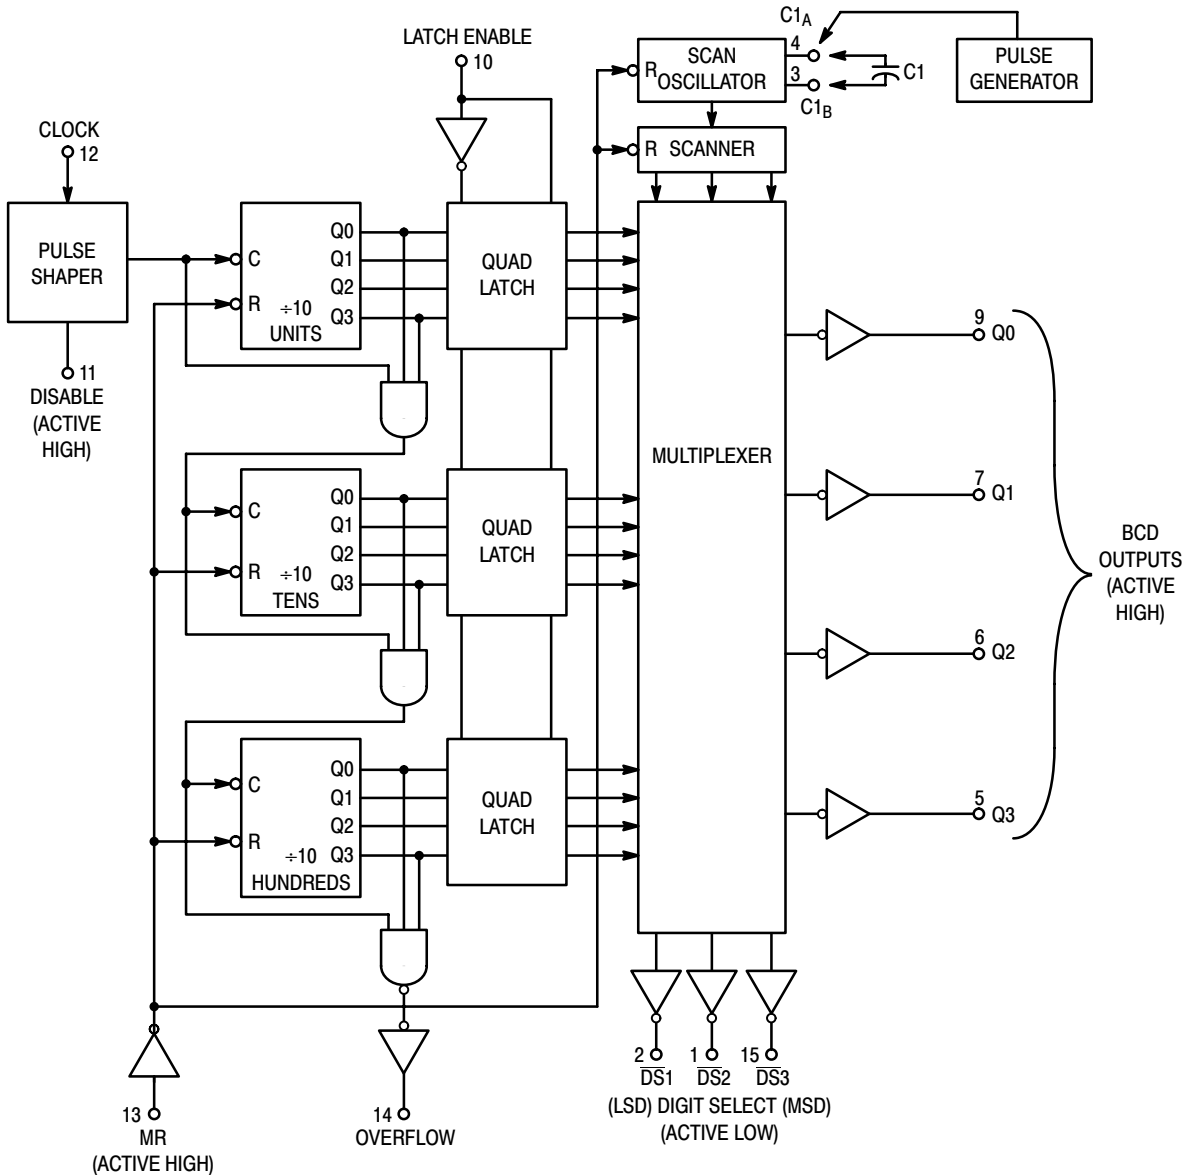 LATCH ENABLE
10
C1A
4
3
C1B
C1
R
SCAN
OSCILLATOR
PULSE
GENERATOR
CLOCK
12
R SCANNER
PULSE
SHAPER
C
R
Q0
Q1
Q2
Q3
÷10
UNITS
QUAD
LATCH
11
DISABLE
(ACTIVE
HIGH)
9
Q0
MULTIPLEXER
C
R
Q0
Q1
Q2
Q3
÷10
TENS
QUAD
LATCH
7
Q1
BCD
OUTPUTS
(ACTIVE
HIGH)
6
Q2
C
R
Q0
Q1
Q2
Q3
÷10
HUNDREDS
QUAD
LATCH
5
Q3
13
MR
(ACTIVE HIGH)
14
OVERFLOW
2 1 15
DS1 DS2 DS3
(LSD) DIGIT SELECT (MSD)
(ACTIVE LOW)